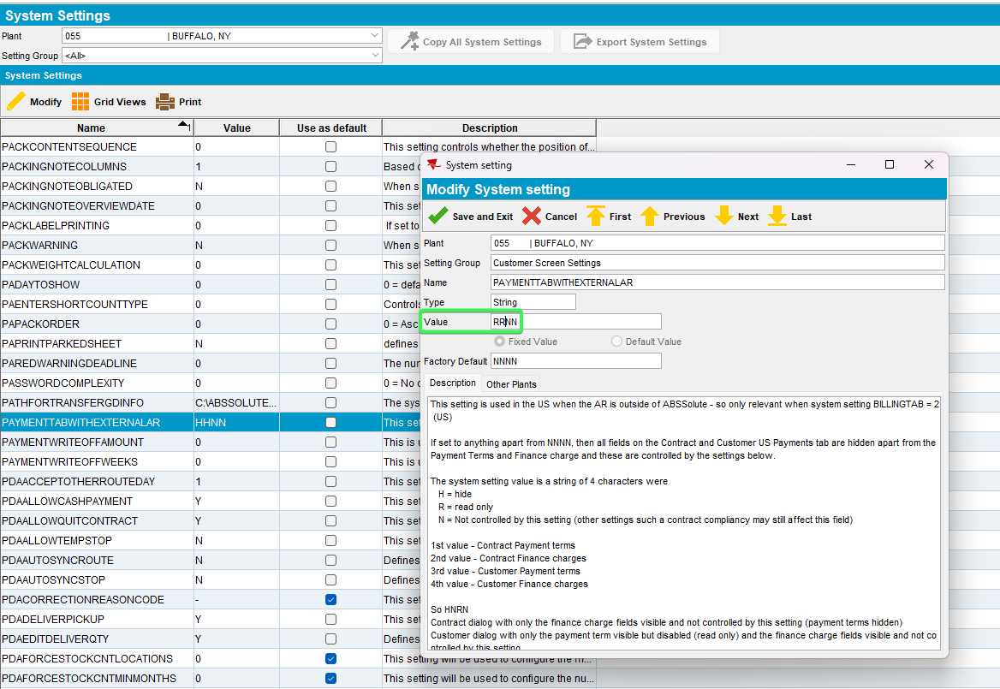 System Settings
Plant 055 | BUFFALO, NY Copy All System Settings Export System Settings
Setting Group <All>
System Settings
Modify Grid Views Print
Name 1 Value Use as default Description
PACKCONTENTSEQUENCE 0 This setting controls whether the position of...
PACKINGNOTECOLUMNS 1 Based
PACKINGNOTEOBLIGATED N When s
PACKINGNOTEOVERVIEWDATE 0 This set
PACKLABELPRINTING 0 If set to
PACKWARNING N When s
PACKWEIGHTCALCULATION 0 This set
PADAYTOSHOW 0 0 = defa
PAENTERSHORTCOUNTTYPE 0 Controls
PAPACKORDER 0 0 = Asc
PAPRINTPARKEDSHEET N defines
PAREDWARNINGDEADLINE 0 The num
PASSWORDCOMPLEXITY 0 0 = No c
PATHFORTRANSFERGDINFO C:\ABSSOLUTE... The sys
PAYMENTTABWITHEXTERNALAR HHNN This set
PAYMENTWRITEOFFAMOUNT 0 This is u
PAYMENTWRITEOFFWEEKS 0 This is u
PDAACCEPTOTHERROUTEDAY 1 This set
PDAALLOWCASHPAYMENT Y This set
PDAALLOWQUITCONTRACT Y This set
PDAALLOWTEMPSTOP N This set
PDAAUTOSYNCROUTE N Defines
PDAAUTOSYNCSTOP N Defines
PDACORRECTIONREASONCODE - This set
PDADELIVERPICKUP Y This set
PDAEDITDELIVERQTY Y Defines
PDAFORCESTOCKCNTLOCATIONS 0 This setting will be used to configure the m...
PDAFORCESTOCKCNTMINMONTHS 0 This setting will be used to configure the nu...
System setting
Modify System setting
Save and Exit Cancel First Previous Next Last
Plant 055 | BUFFALO, NY
Setting Group Customer Screen Settings
Name PAYMENTTABWITHEXTERNALAR
Type String
Value RRNN
Fixed Value Default Value
Factory Default NNNN
Description Other Plants
This setting is used in the US when the AR is outside of ABSSolute - so only relevant when system setting BILLINGTAB = 2
(US)
If set to anything apart from NNNN, then all fields on the Contract and Customer US Payments tab are hidden apart from the
Payment Terms and Finance charge and these are controlled by the settings below.
The system setting value is a string of 4 characters were
H = hide
R = read only
N = Not controlled by this setting (other settings such a contract compliancy may still affect this field)
1st value - Contract Payment terms
2nd value - Contract Finance charges
3rd value - Customer Payment terms
4th value - Customer Finance charges
So HNRN
Contract dialog with only the finance charge fields visible and not controlled by this setting (payment terms hidden)
Customer dialog with only the payment term visible but disabled (read only) and the finance charge fields visible and not co
ntrolled by this setting